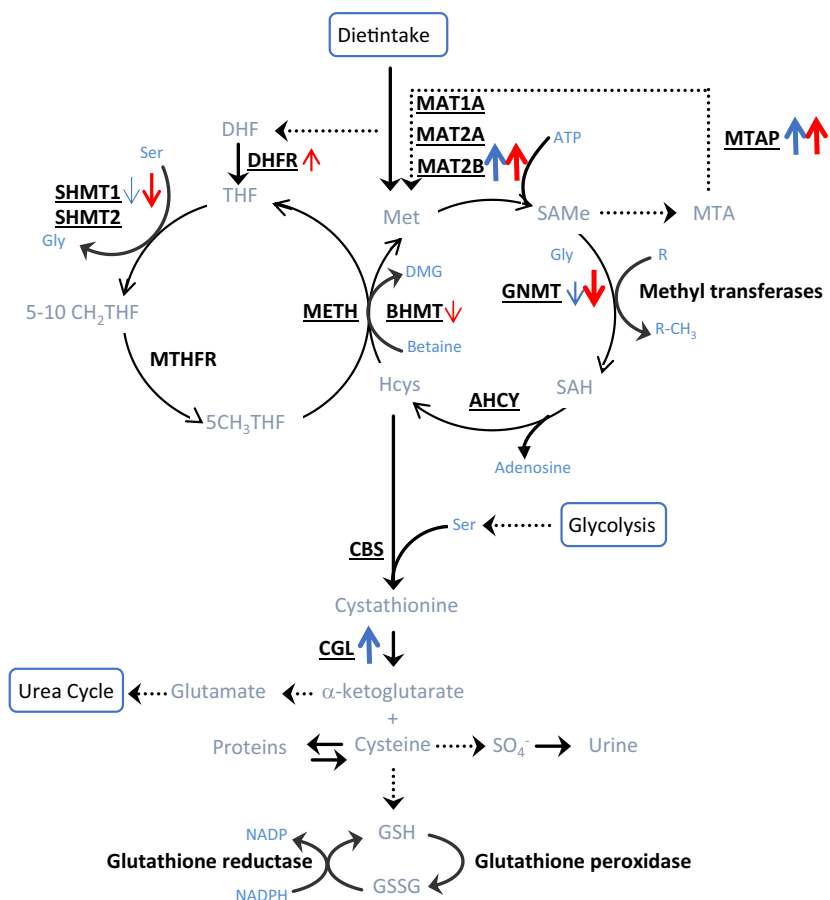 Dietintake
MAT1A
DHF
MAT2A
ATP
MTAP
Ser
DHFR
MAT2B
SHMT1
THF
Met
SAMe
MTA
SHMT2
Gly
Gly
R
DMG
GNMT
Methyl transferases
5-10 CH₂THF
METH
BHMT
R-CH₃
Betaine
MTHFR
Hcys
SAH
AHCY
5CH₃THF
Adenosine
Ser
Glycolysis
CBS
Cystathionine
CGL
Urea Cycle
Glutamate
α-ketoglutarate
+
Proteins
Cysteine
SO₄⁻
Urine
NADP
GSH
Glutathione reductase
Glutathione peroxidase
GSSG
NADPH